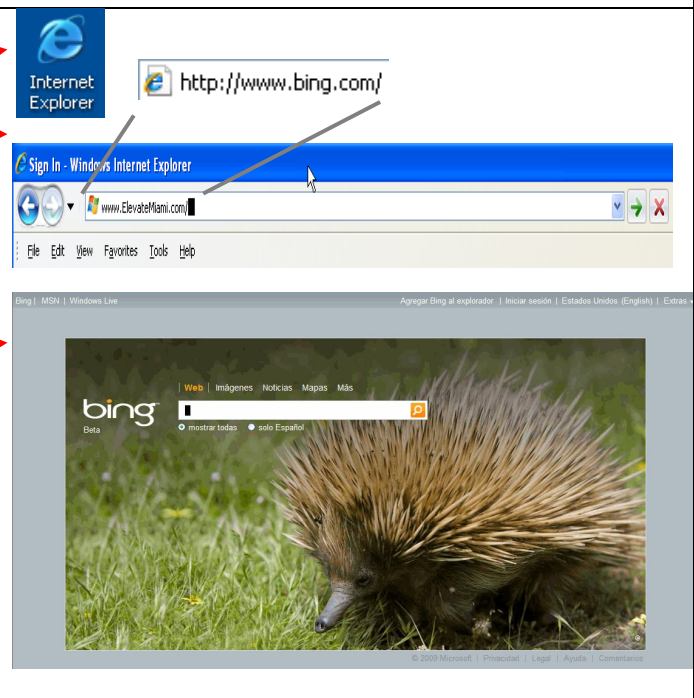 Internet
Explorer
http://www.bing.com/
Sign In - Windows Internet Explorer
www.ElevateMiami.com/
File Edit View Favorites Tools Help
Bing | MSN | Windows Live
Agregar Bing al explorador | Iniciar sesión | Estados Unidos (English) | Extras
Web | Imágenes Noticias Mapas Más
bing
Beta
mostrar todas solo Español
© 2009 Microsoft | Privacidad | Legal | Ayuda | Comentarios